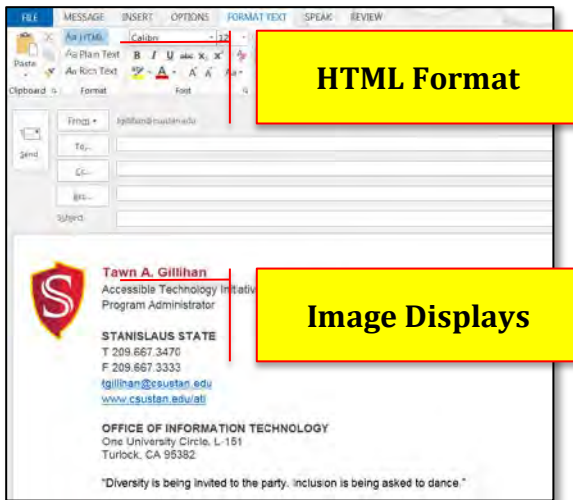 FILE MESSAGE INSERT OPTIONS FORMAT TEXT SPEAK REVIEW
Aa HTML Calibri 12
Paste Aa Plain Text B I U abc X₂ X²
Aa Rich Text A A A Aa
Clipboard Format Font
HTML Format
From tgillihan@csustan.edu
Send To...
Cc...
Bcc...
Subject
S
Tawn A. Gillihan
Accessible Technology Initiative
Program Administrator
Image Displays
STANISLAUS STATE
T 209.667.3470
F 209.667.3333
tgillihan@csustan.edu
www.csustan.edu/ati
OFFICE OF INFORMATION TECHNOLOGY
One University Circle, L-151
Turlock, CA 95382
"Diversity is being invited to the party. Inclusion is being asked to dance."